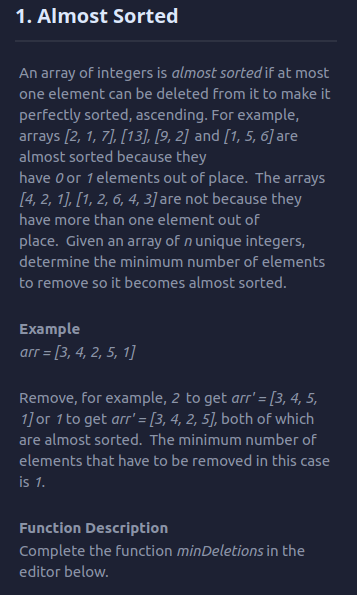 1. Almost Sorted
An array of integers is almost sorted if at most
one element can be deleted from it to make it
perfectly sorted, ascending. For example,
arrays [2, 1, 7], [13], [9, 2] and [1, 5, 6] are
almost sorted because they
have 0 or 1 elements out of place. The arrays
[4, 2, 1], [1, 2, 6, 4, 3] are not because they
have more than one element out of
place. Given an array of n unique integers,
determine the minimum number of elements
to remove so it becomes almost sorted.
Example
arr = [3, 4, 2, 5, 1]
Remove, for example, 2 to get arr' = [3, 4, 5,
1] or 1 to get arr' = [3, 4, 2, 5], both of which
are almost sorted. The minimum number of
elements that have to be removed in this case
is 1.
Function Description
Complete the function minDeletions in the
editor below.